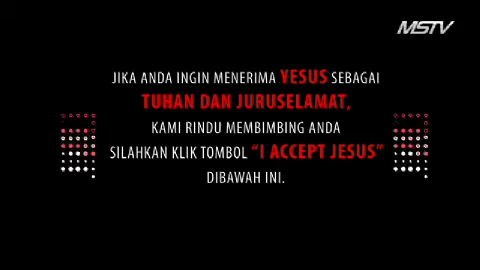 MSTV
JIKA ANDA INGIN MENERIMA YESUS SEBAGAI
TUHAN DAN JURUSELAMAT,
KAMI RINDU MEMBIMBING ANDA
SILAHKAN KLIK TOMBOL “I ACCEPT JESUS”
DIBAWAH INI.